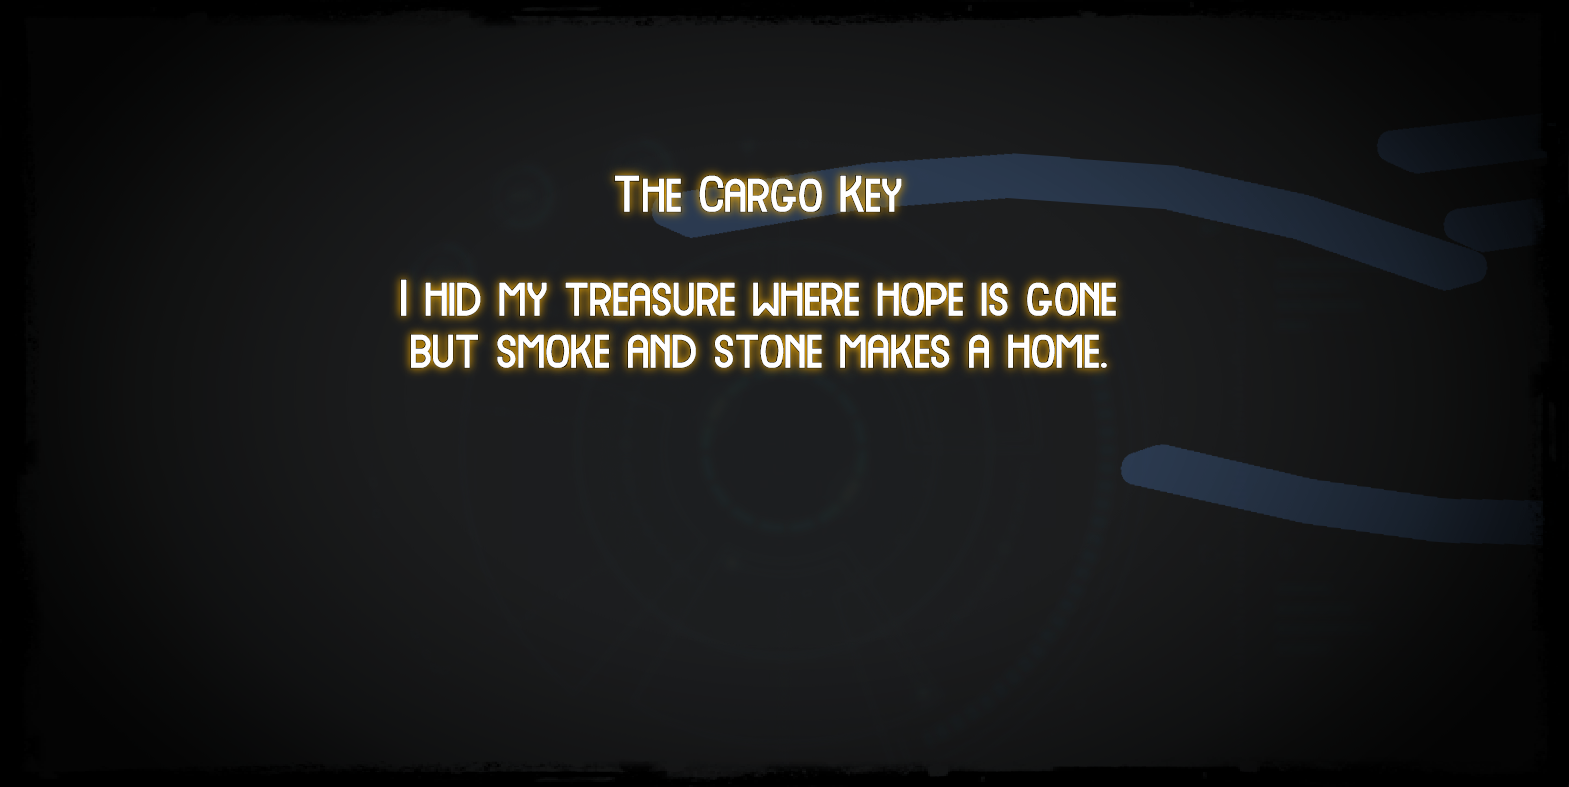 The Cargo Key
I hid my treasure where hope is gone
but smoke and stone makes a home.